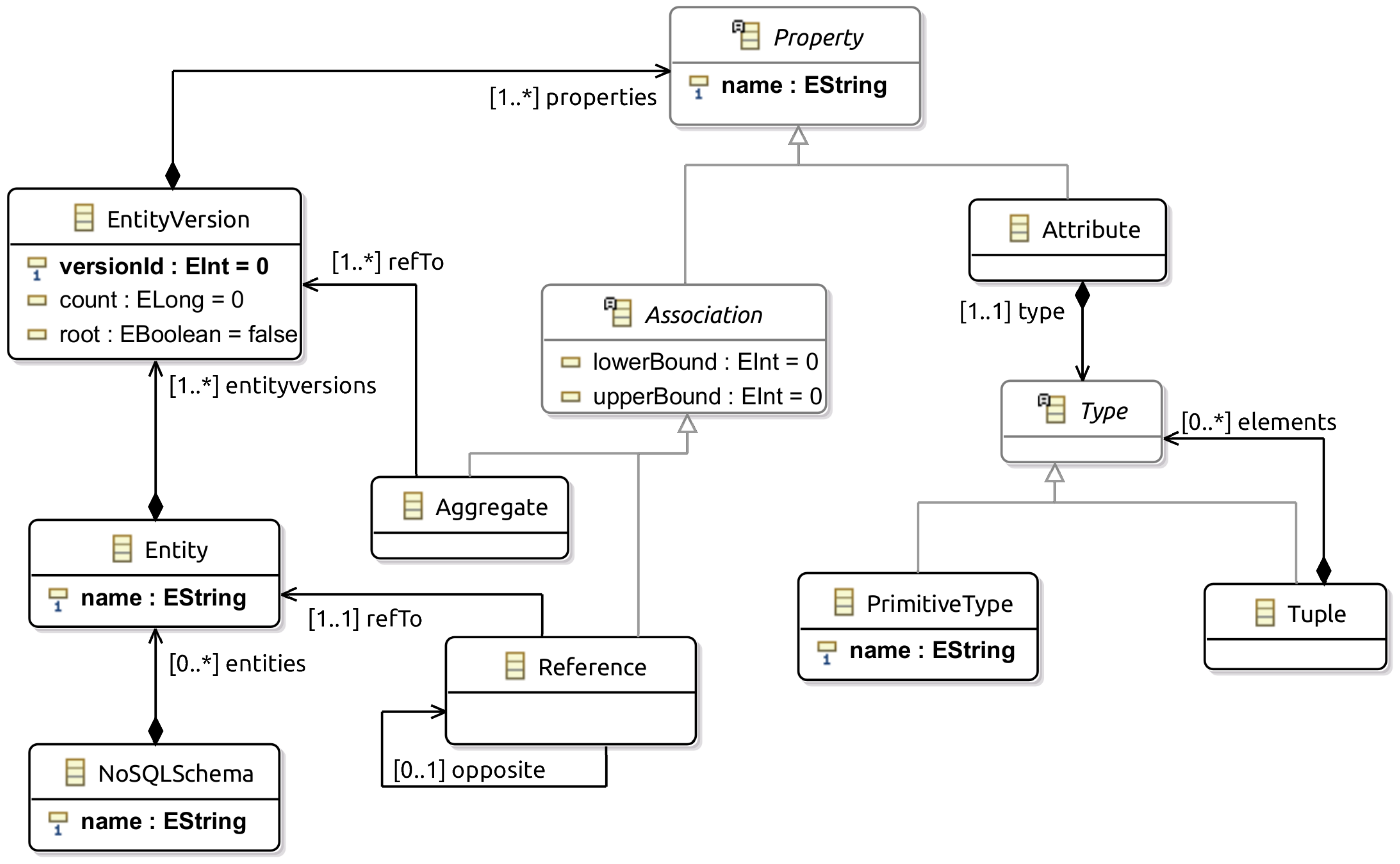 Property
name : EString
[1..*] properties
EntityVersion
versionId : EInt = 0
count : ELong = 0
root : EBoolean = false
[1..*] refTo
Attribute
[1..1] type
Association
lowerBound : EInt = 0
upperBound : EInt = 0
[1..*] entityversions
Type
[0..*] elements
Aggregate
Entity
name : EString
[1..1] refTo
PrimitiveType
name : EString
Tuple
[0..*] entities
Reference
[0..1] opposite
NoSQLSchema
name : EString